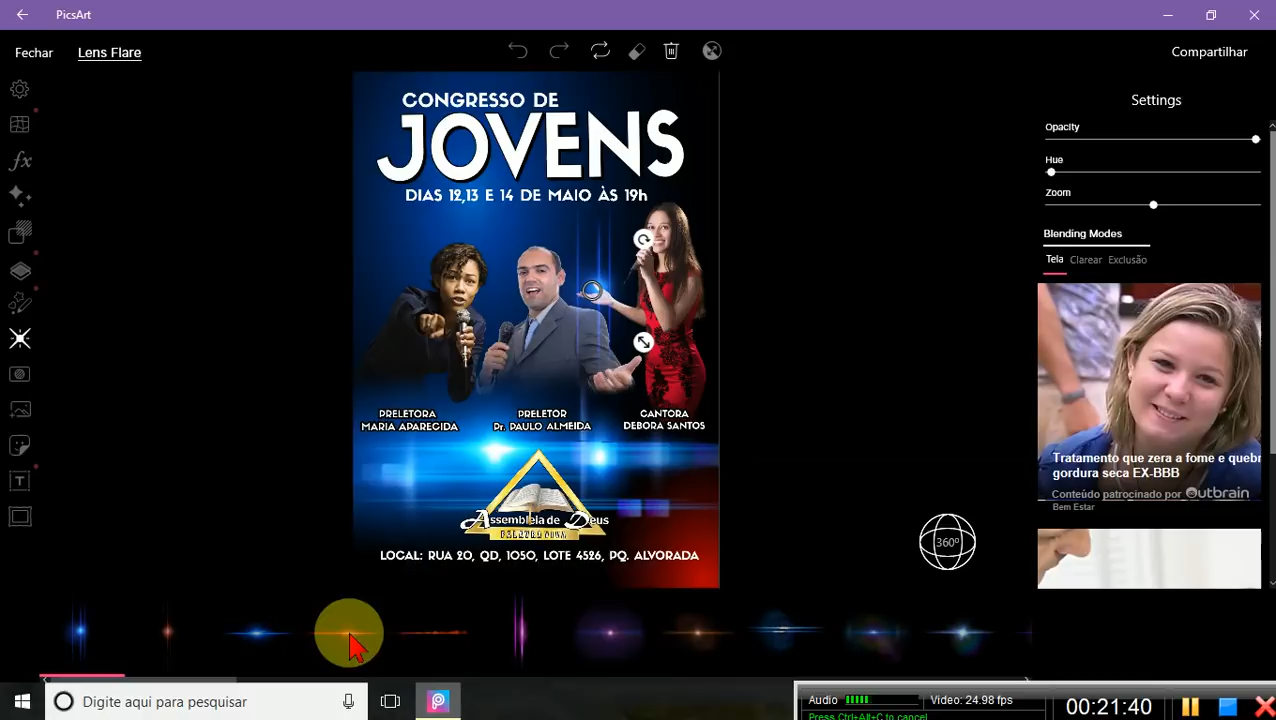 PicsArt
Fechar
Lens Flare
Compartilhar
CONGRESSO DE
JOVENS
DIAS 12,13 E 14 DE MAIO ÀS 19h
PRELETORA
MARIA APARECIDA
PRELETOR
Pr. PAULO ALMEIDA
CANTORA
DEBORA SANTOS
Assembleia de Deus
LOCAL: RUA 20, QD, 1050, LOTE 4526, PQ. ALVORADA
Settings
Opacity
Hue
Zoom
Blending Modes
Tela Clarear Exclusão
Tratamento que zera a fome e queb
gordura seca EX-BBB
Conteúdo patrocinado por Outbrain
Bem Estar
360º
fx
T
Digite aqui para pesquisar
Audio
Video: 24.98 fps
Press Ctrl+Alt+C to cancel
00:21:40